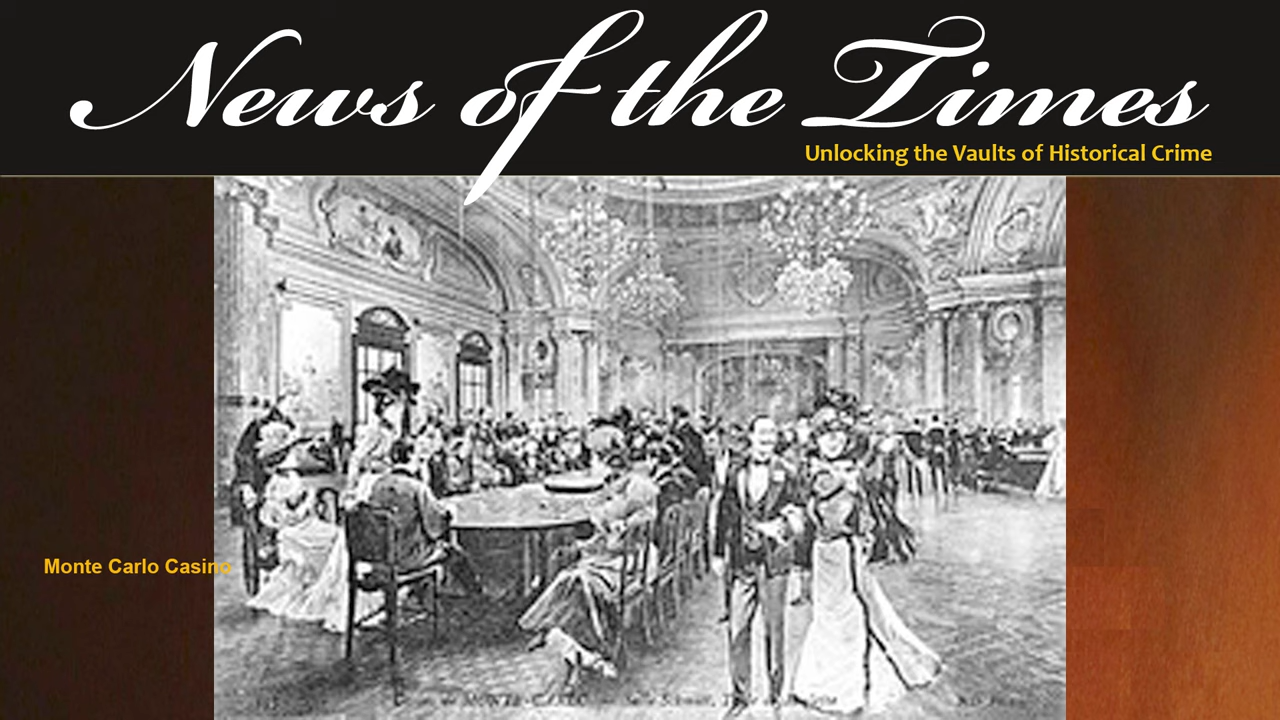 News of the Times
Unlocking the Vaults of Historical Crime
Monte Carlo Casino